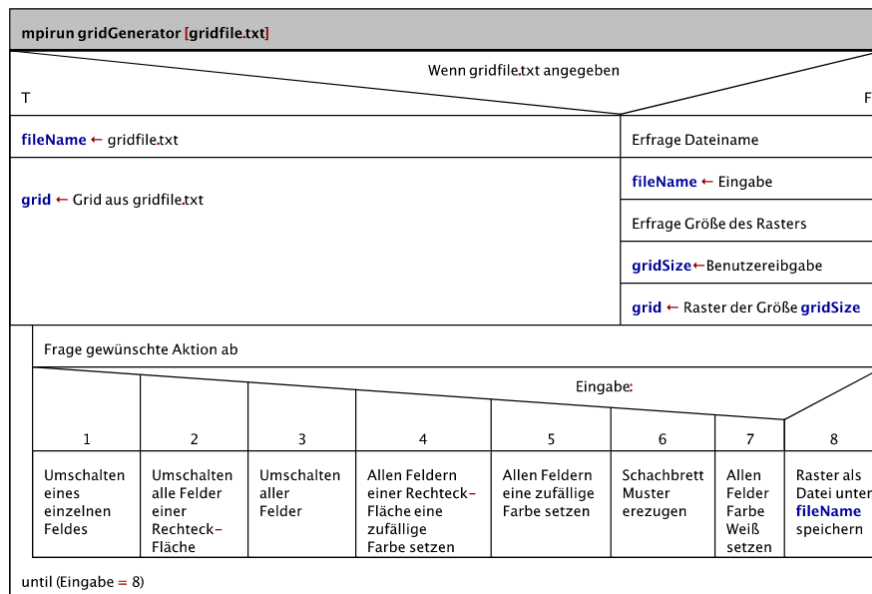 mpirun gridGenerator [gridfile.txt]
Wenn gridfile.txt angegeben
T
F
fileName ← gridfile.txt
grid ← Grid aus gridfile.txt
Erfrage Dateiname
fileName ← Eingabe
Erfrage Größe des Rasters
gridSize←Benutzereibgabe
grid ← Raster der Größe gridSize
Frage gewünschte Aktion ab
Eingabe:
1
2
3
4
5
6
7
8
Umschalten
eines
einzelnen
Feldes
Umschalten
alle Felder
einer
Rechteck-
Fläche
Umschalten
aller
Felder
Allen Feldern
einer Rechteck-
Fläche eine
zufällige
Farbe setzen
Allen Feldern
eine zufällige
Farbe setzen
Schachbrett
Muster
erezugen
Allen
Felder
Farbe
Weiß
setzen
Raster als
Datei unter
fileName
speichern
until (Eingabe = 8)